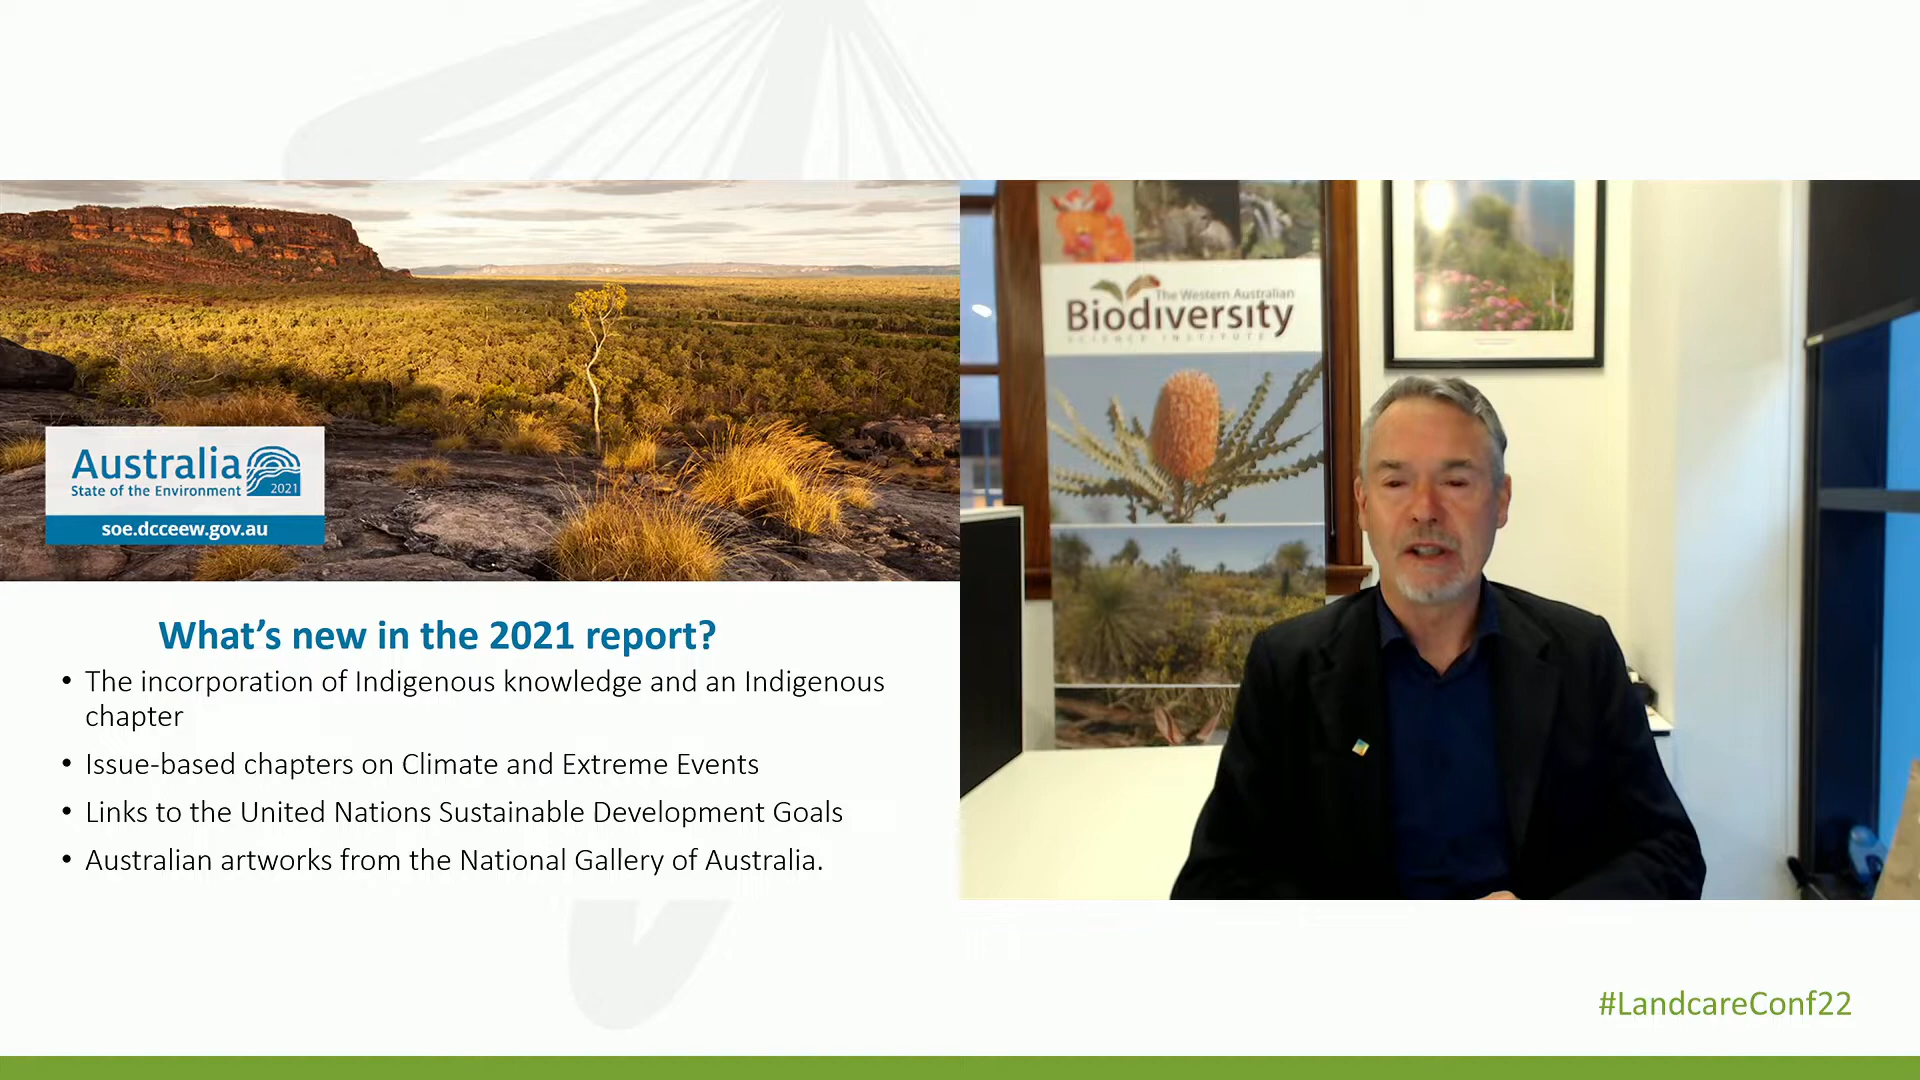 Australia
State of the Environment
2021
soe.dcceew.gov.au
What’s new in the 2021 report?
• The incorporation of Indigenous knowledge and an Indigenous
chapter
• Issue-based chapters on Climate and Extreme Events
• Links to the United Nations Sustainable Development Goals
• Australian artworks from the National Gallery of Australia.
The Western Australian
Biodiversity
SCIENCE INSTITUTE
#LandcareConf22